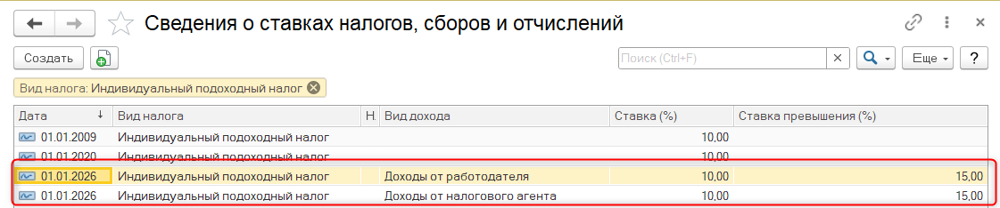 Сведения о ставках налогов, сборов и отчислений
Создать Поиск (Ctrl+F) × Еще ?
Вид налога: Индивидуальный подоходный налог
Дата ↓ Вид налога Н. Вид дохода Ставка (%) Ставка превышения (%)
01.01.2009 Индивидуальный подоходный налог 10,00
01.01.2020 Индивидуальный подоходный налог 10,00
01.01.2026 Индивидуальный подоходный налог Доходы от работодателя 10,00 15,00
01.01.2026 Индивидуальный подоходный налог Доходы от налогового агента 10,00 15,00